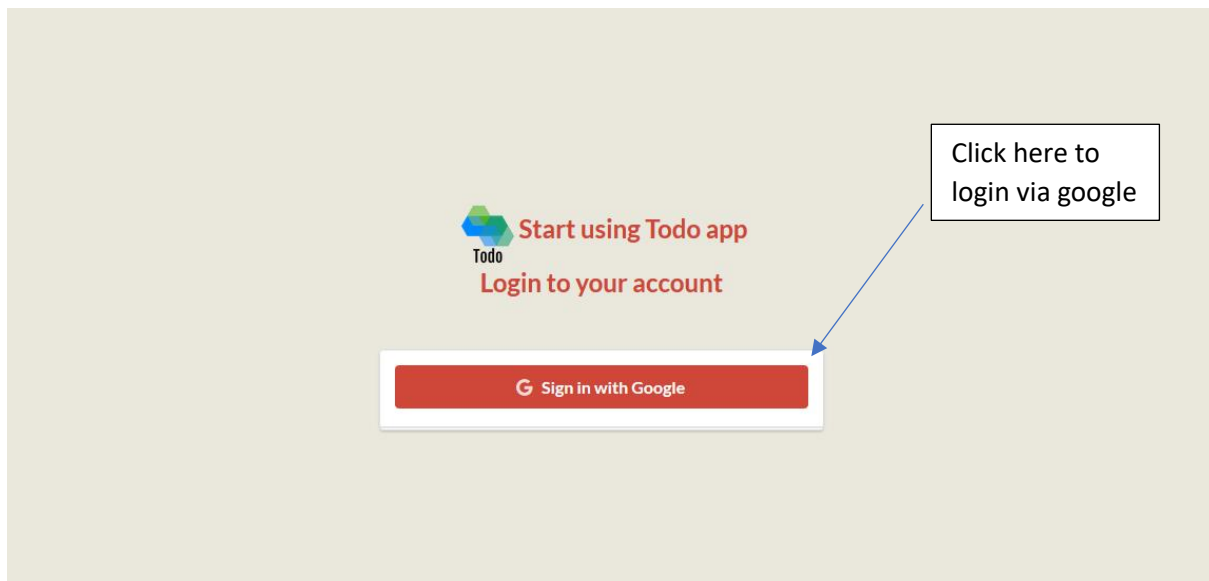 Click here to
login via google
Start using Todo app
Todo
Login to your account
G Sign in with Google